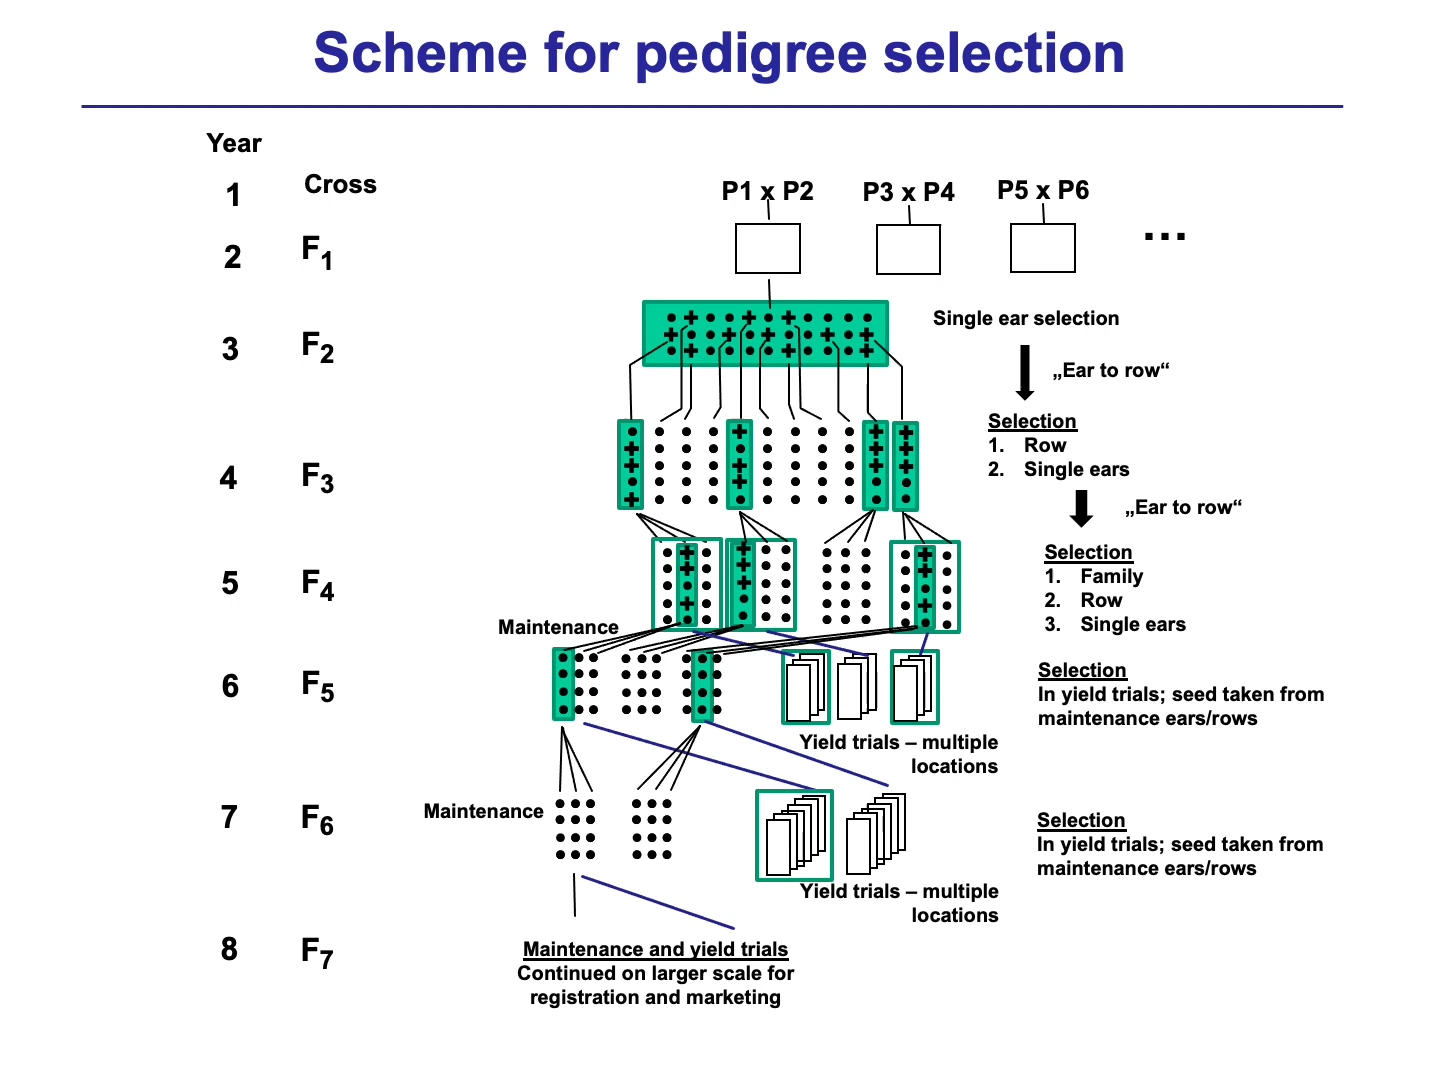 Scheme for pedigree selection
Year
1 Cross P1 x P2 P3 x P4 P5 x P6 ...
2 F1
3 F2 Single ear selection
„Ear to row“
4 F3 Selection
1. Row
2. Single ears
„Ear to row“
5 F4 Selection
1. Family
2. Row
3. Single ears
Maintenance
6 F5 Selection
In yield trials; seed taken from
maintenance ears/rows
Yield trials – multiple
locations
7 F6 Maintenance Selection
In yield trials; seed taken from
maintenance ears/rows
Yield trials – multiple
locations
8 F7 Maintenance and yield trials
Continued on larger scale for
registration and marketing